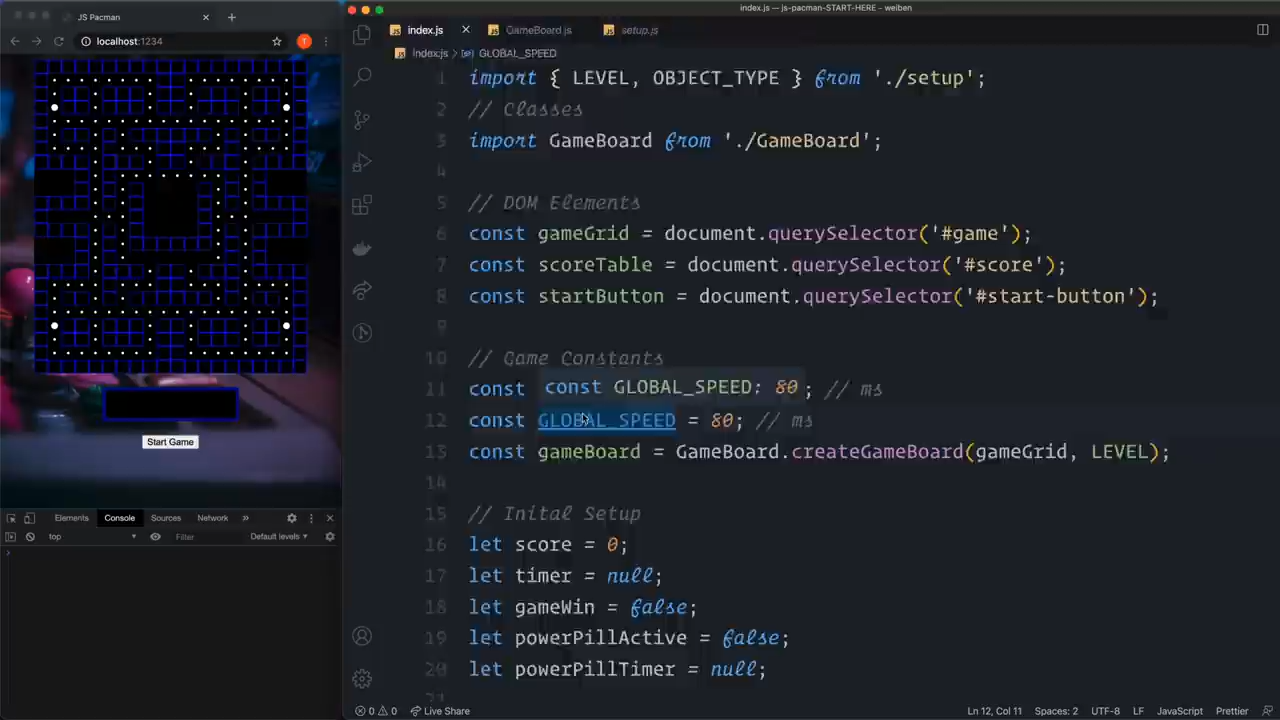 JS Pacman
localhost:1234
T
Start Game
Elements Console Sources Network »
top Filter Default levels
index.js — js-pacman-START-HERE — weiben
index.js GameBoard.js setup.js
index.js > GLOBAL_SPEED
1 import { LEVEL, OBJECT_TYPE } from './setup';
2 // Classes
3 import GameBoard from './GameBoard';
4
5 // DOM Elements
6 const gameGrid = document.querySelector('#game');
7 const scoreTable = document.querySelector('#score');
8 const startButton = document.querySelector('#start-button');
9
10 // Game Constants
11 const ; // ms
const GLOBAL_SPEED: 80
12 const GLOBAL_SPEED = 80; // ms
13 const gameBoard = GameBoard.createGameBoard(gameGrid, LEVEL);
14
15 // Inital Setup
16 let score = 0;
17 let timer = null;
18 let gameWin = false;
19 let powerPillActive = false;
20 let powerPillTimer = null;
0 0 Live Share Ln 12, Col 11 Spaces: 2 UTF-8 LF JavaScript Prettier